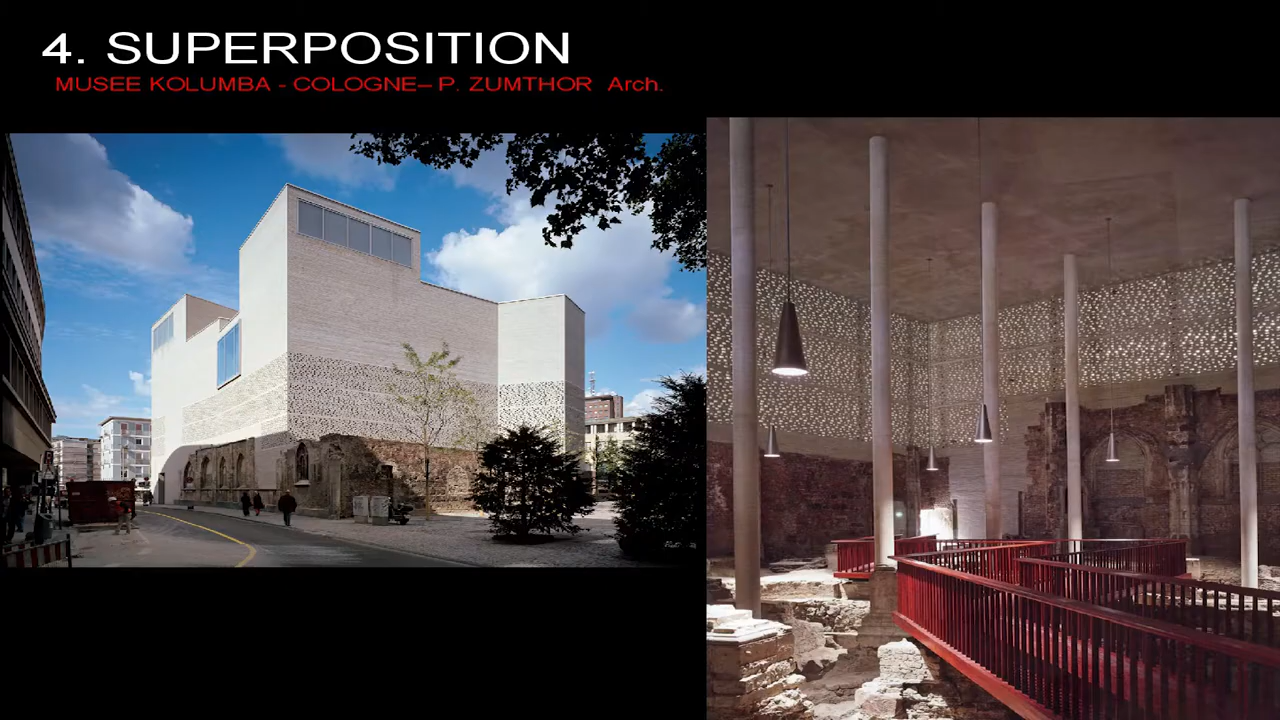 4. SUPERPOSITION
MUSEE KOLUMBA - COLOGNE– P. ZUMTHOR Arch.